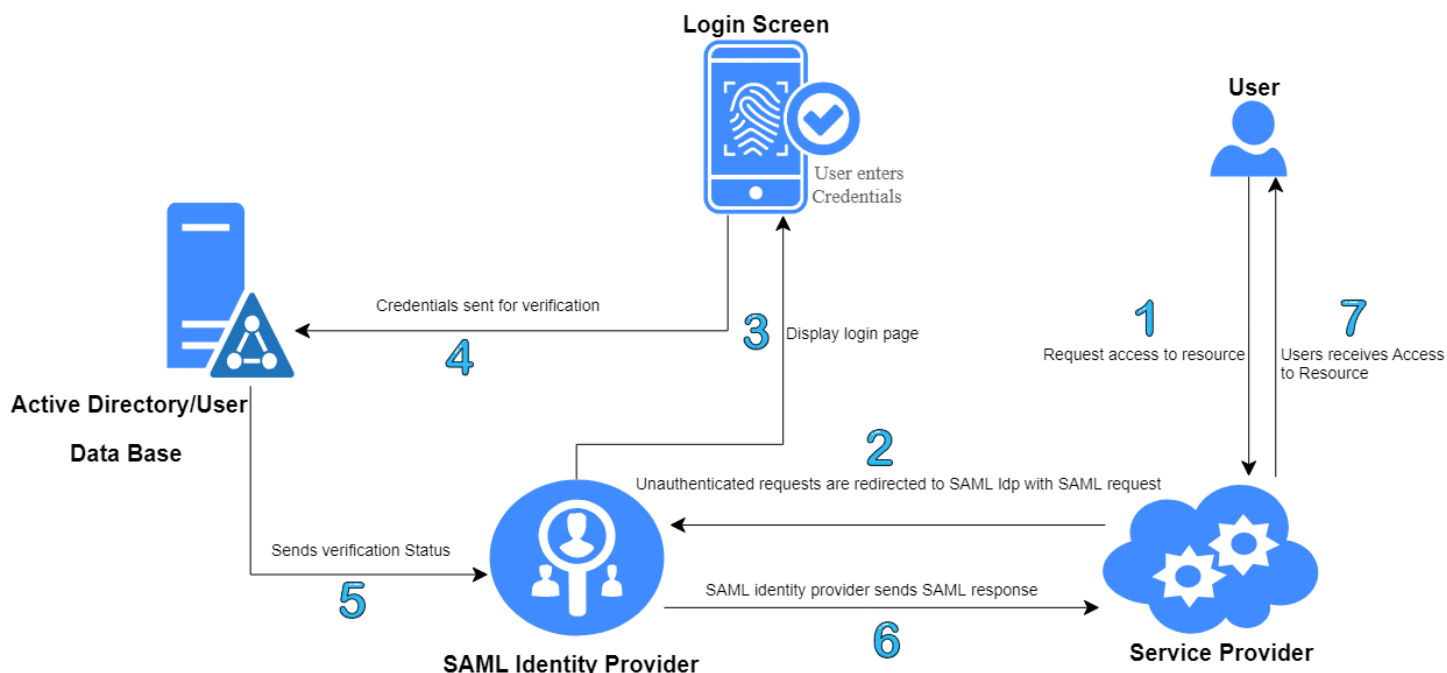 Login Screen
User
User enters
Credentials
Credentials sent for verification
4
3
Display login page
1
Request access to resource
7
Users receives Access
to Resource
Active Directory/User
Data Base
2
Unauthenticated requests are redirected to SAML Idp with SAML request
Sends verification Status
5
SAML identity provider sends SAML response
6
SAML Identity Provider
Service Provider